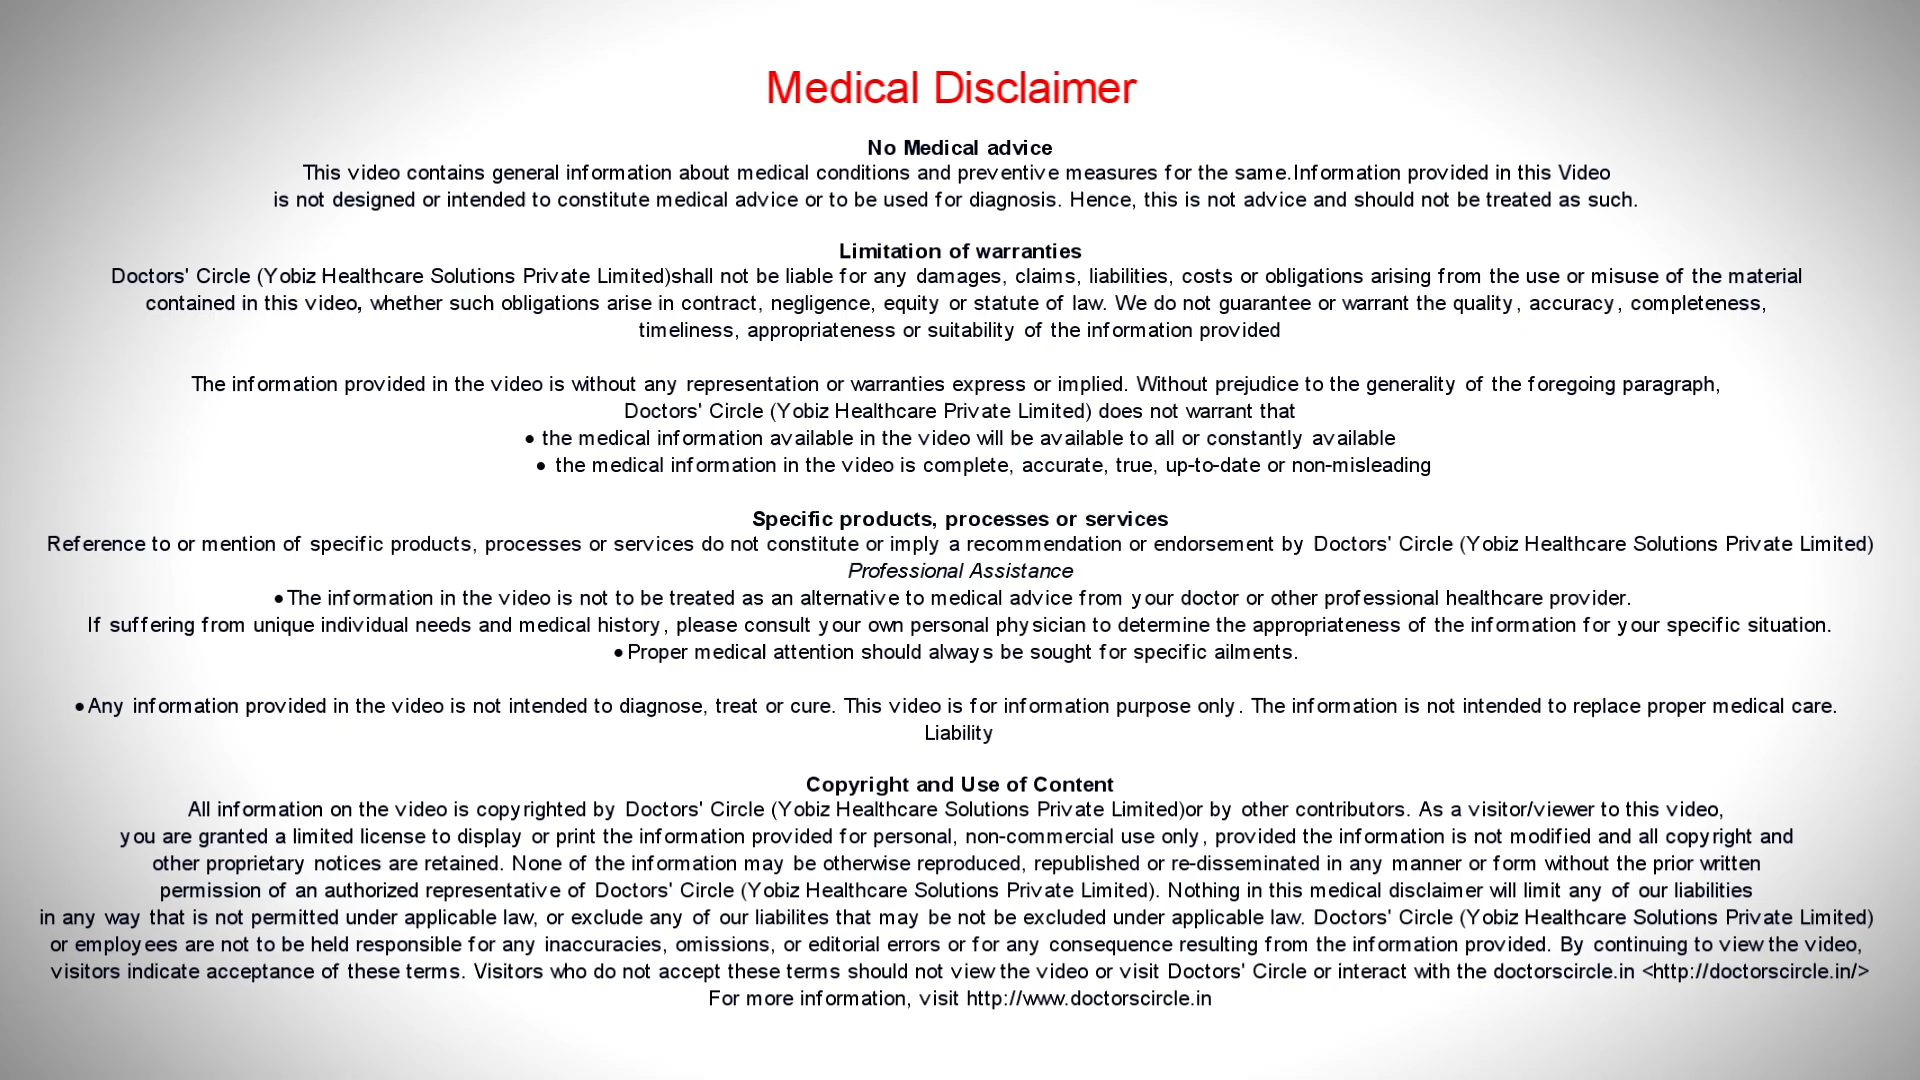 Medical Disclaimer
No Medical advice
This video contains general information about medical conditions and preventive measures for the same.Information provided in this Video
is not designed or intended to constitute medical advice or to be used for diagnosis. Hence, this is not advice and should not be treated as such.
Limitation of warranties
Doctors' Circle (Yobiz Healthcare Solutions Private Limited)shall not be liable for any damages, claims, liabilities, costs or obligations arising from the use or misuse of the material
contained in this video, whether such obligations arise in contract, negligence, equity or statute of law. We do not guarantee or warrant the quality, accuracy, completeness,
timeliness, appropriateness or suitability of the information provided
The information provided in the video is without any representation or warranties express or implied. Without prejudice to the generality of the foregoing paragraph,
Doctors' Circle (Yobiz Healthcare Private Limited) does not warrant that
• the medical information available in the video will be available to all or constantly available
• the medical information in the video is complete, accurate, true, up-to-date or non-misleading
Specific products, processes or services
Reference to or mention of specific products, processes or services do not constitute or imply a recommendation or endorsement by Doctors' Circle (Yobiz Healthcare Solutions Private Limited)
Professional Assistance
•The information in the video is not to be treated as an alternative to medical advice from your doctor or other professional healthcare provider.
If suffering from unique individual needs and medical history, please consult your own personal physician to determine the appropriateness of the information for your specific situation.
•Proper medical attention should always be sought for specific ailments.
•Any information provided in the video is not intended to diagnose, treat or cure. This video is for information purpose only. The information is not intended to replace proper medical care.
Liability
Copyright and Use of Content
All information on the video is copyrighted by Doctors' Circle (Yobiz Healthcare Solutions Private Limited)or by other contributors. As a visitor/viewer to this video,
you are granted a limited license to display or print the information provided for personal, non-commercial use only, provided the information is not modified and all copyright and
other proprietary notices are retained. None of the information may be otherwise reproduced, republished or re-disseminated in any manner or form without the prior written
permission of an authorized representative of Doctors' Circle (Yobiz Healthcare Solutions Private Limited). Nothing in this medical disclaimer will limit any of our liabilities
in any way that is not permitted under applicable law, or exclude any of our liabilites that may be not be excluded under applicable law. Doctors' Circle (Yobiz Healthcare Solutions Private Limited)
or employees are not to be held responsible for any inaccuracies, omissions, or editorial errors or for any consequence resulting from the information provided. By continuing to view the video,
visitors indicate acceptance of these terms. Visitors who do not accept these terms should not view the video or visit Doctors' Circle or interact with the doctorscircle.in <http://doctorscircle.in/>
For more information, visit http://www.doctorscircle.in